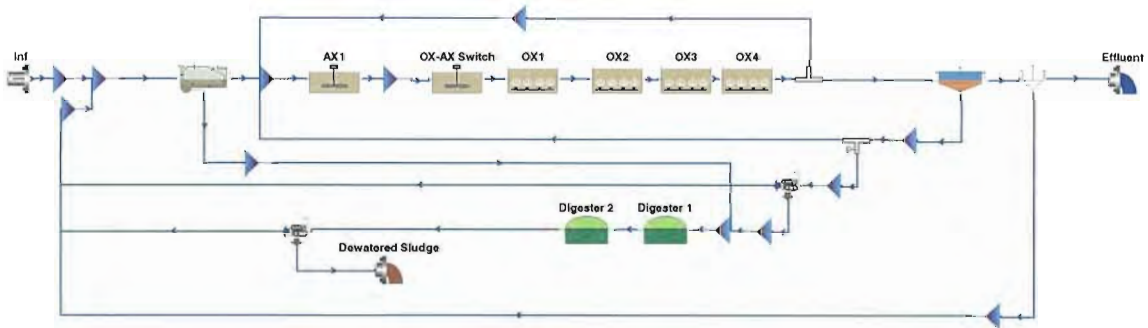 Inf
AX1
OX-AX Switch
OX1
OX2
OX3
OX4
Effluent
Digester 2
Digester 1
Dewatered Sludge